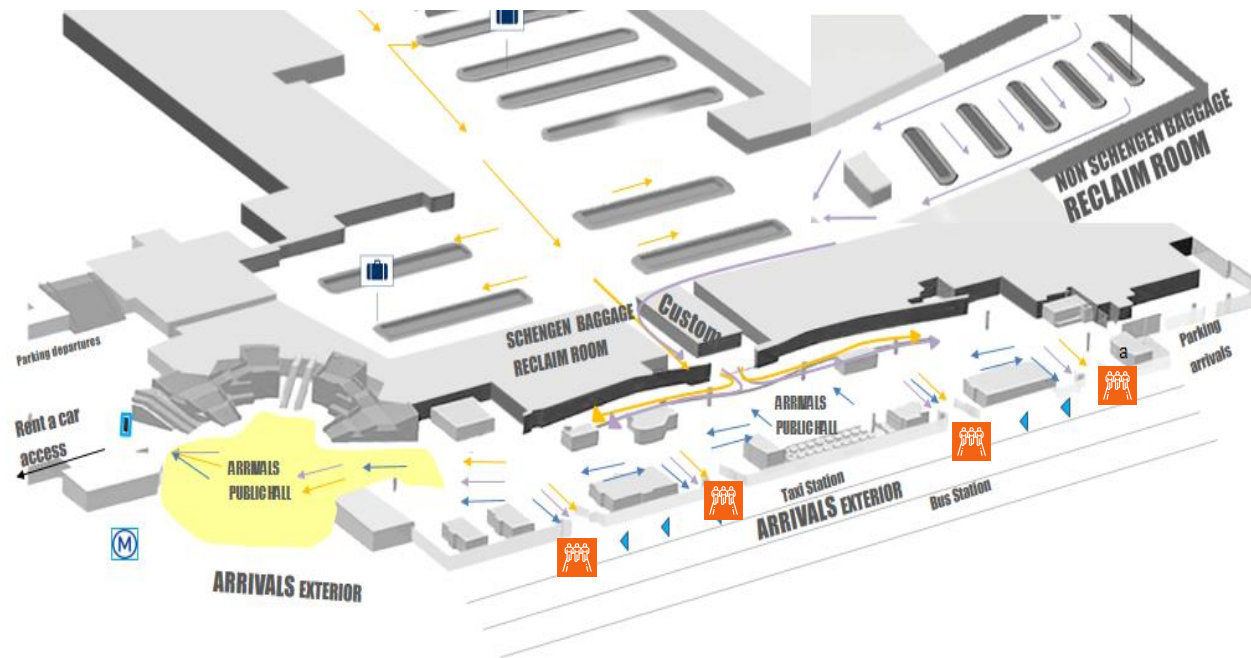 NON SCHENGEN BAGGAGE
RECLAIM ROOM
Custom
SCHENGEN BAGGAGE
RECLAIM ROOM
Parking departures
Parking
arrivals
a
Rent a car
access
ARRIVALS
PUBLIC HALL
ARRIVALS
PUBLIC HALL
Taxi Station
ARRIVALS EXTERIOR
Bus Station
M
ARRIVALS EXTERIOR